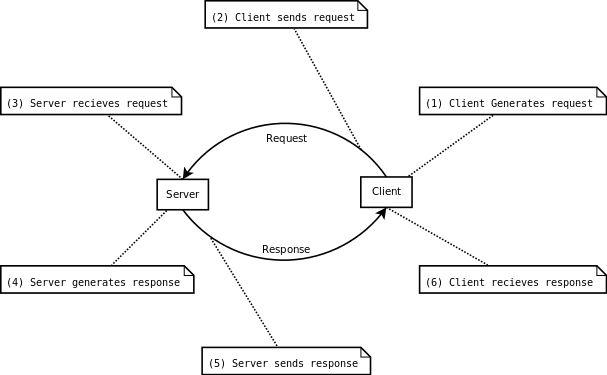 (2) Client sends request
(3) Server recieves request
(1) Client Generates request
Request
Server
Client
Response
(4) Server generates response
(6) Client recieves response
(5) Server sends response